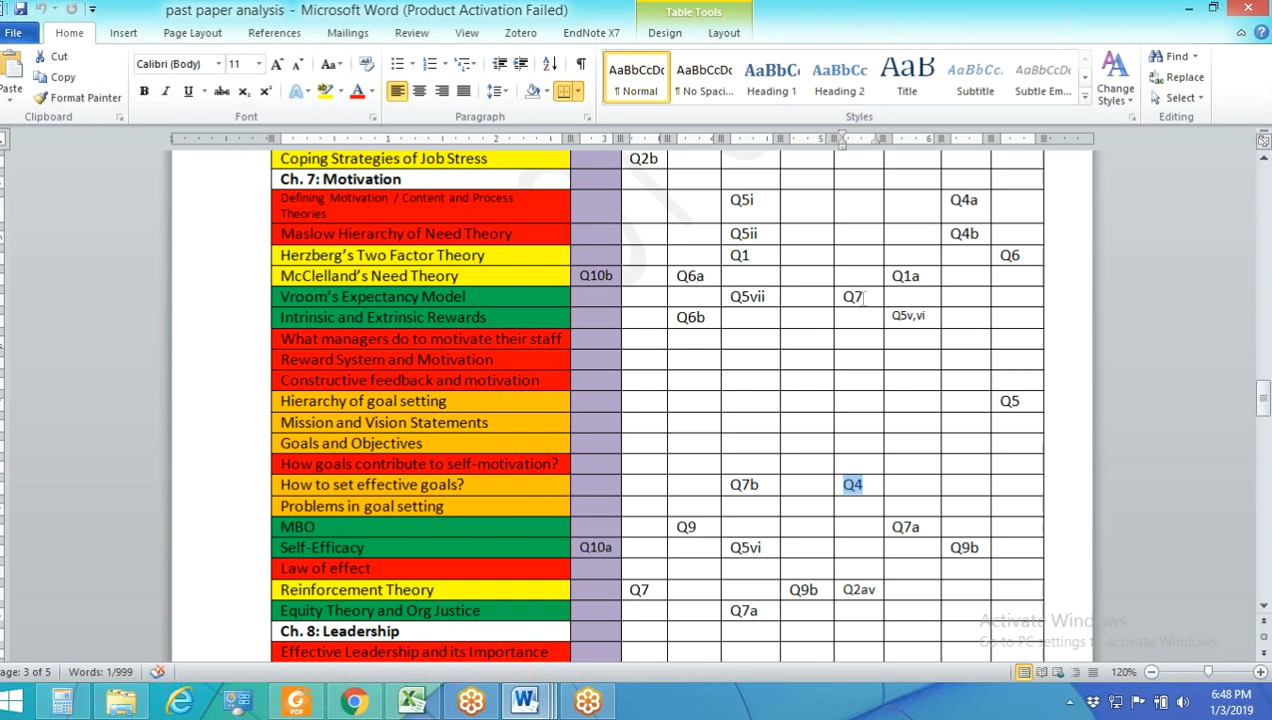 past paper analysis - Microsoft Word (Product Activation Failed)
Table Tools
File Home Insert Page Layout References Mailings Review View Zotero EndNote X7 Design Layout
Cut
Copy
Format Painter
Paste
Clipboard
Calibri (Body) 11
Font
Paragraph
AaBbCcDc ¶ Normal
AaBbCcDc ¶ No Spaci...
AaBbCc Heading 1
AaBbCc Heading 2
Title
AaBbCc. Subtitle
AaBbCcDc Subtle Em...
Change Styles
Styles
Find
Replace
Select
Editing
Coping Strategies of Job Stress Q2b
Ch. 7: Motivation
Defining Motivation / Content and Process Theories Q5i Q4a
Maslow Hierarchy of Need Theory Q5ii Q4b
Herzberg's Two Factor Theory Q1 Q6
McClelland's Need Theory Q10b Q6a Q1a
Vroom's Expectancy Model Q5vii Q7
Intrinsic and Extrinsic Rewards Q6b Q5v,vi
What managers do to motivate their staff
Reward System and Motivation
Constructive feedback and motivation
Hierarchy of goal setting Q5
Mission and Vision Statements
Goals and Objectives
How goals contribute to self-motivation?
How to set effective goals? Q7b Q4
Problems in goal setting
MBO Q9 Q7a
Self-Efficacy Q10a Q5vi Q9b
Law of effect
Reinforcement Theory Q7 Q9b Q2av
Equity Theory and Org Justice Q7a
Ch. 8: Leadership
Effective Leadership and its Importance
Activate Windows
Go to PC settings to activate Windows.
age: 3 of 5 Words: 1/999 120%
6:48 PM
1/3/2019